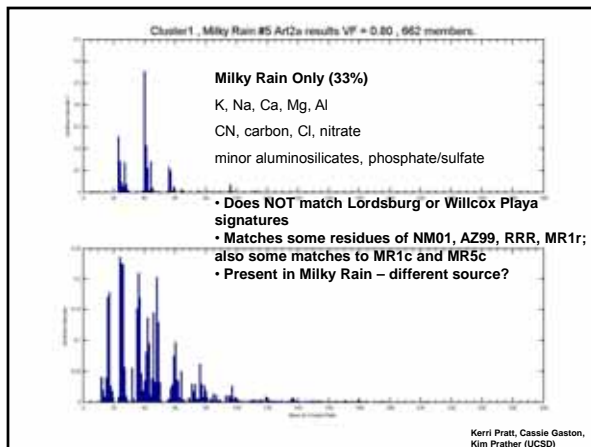 Cluster1 , Milky Rain #5 Art2a results VF = 0.80 , 662 members.
Milky Rain Only (33%)
K, Na, Ca, Mg, Al
CN, carbon, Cl, nitrate
minor aluminosilicates, phosphate/sulfate
• Does NOT match Lordsburg or Willcox Playa
signatures
• Matches some residues of NM01, AZ99, RRR, MR1r;
also some matches to MR1c and MR5c
• Present in Milky Rain – different source?
Kerri Pratt, Cassie Gaston,
Kim Prather (UCSD)